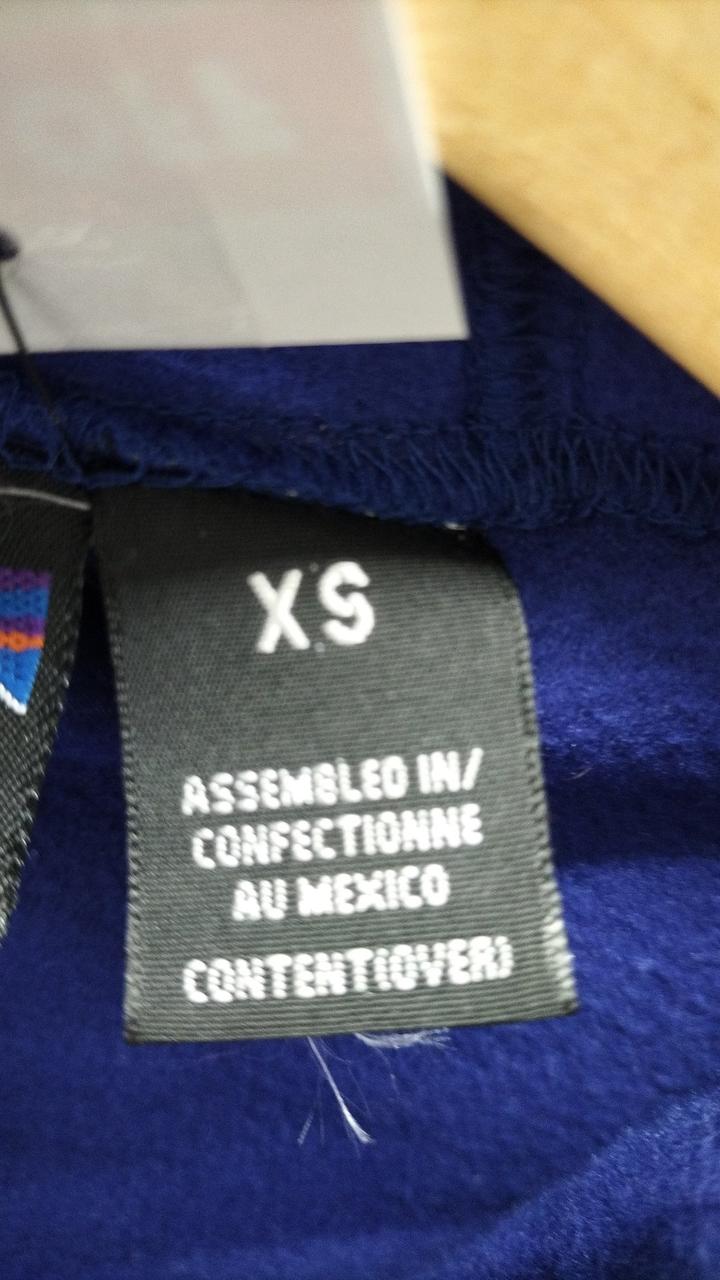 XS
ASSEMBLED IN/
CONFECTIONNE
AU MEXICO
CONTENT(OVER)